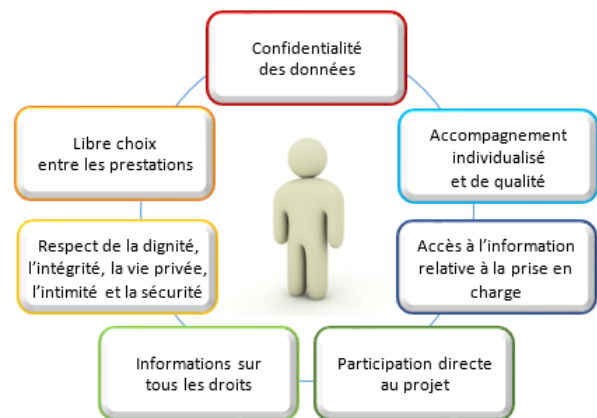 Confidentialité
des données
Accompagnement
individualisé
et de qualité
Accès à l'information
relative à la prise en
charge
Participation directe
au projet
Informations sur
tous les droits
Respect de la dignité,
l'intégrité, la vie privée,
l'intimité et la sécurité
Libre choix
entre les prestations